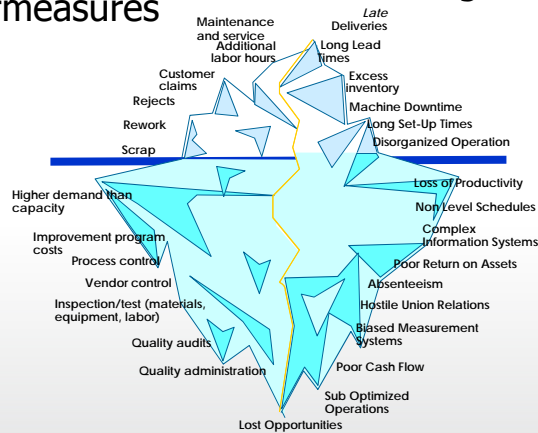 measures
Late
Deliveries
Maintenance
and service
Additional
labor hours
Long Lead
Times
Customer
claims
Excess
inventory
Rejects
Machine Downtime
Rework
Long Set-Up Times
Scrap
Disorganized Operation
Higher demand than
capacity
Loss of Productivity
Non Level Schedules
Improvement program
costs
Complex
Information Systems
Process control
Poor Return on Assets
Vendor control
Absenteeism
Inspection/test (materials,
equipment, labor)
Hostile Union Relations
Biased Measurement
Systems
Quality audits
Quality administration
Poor Cash Flow
Sub Optimized
Operations
Lost Opportunities